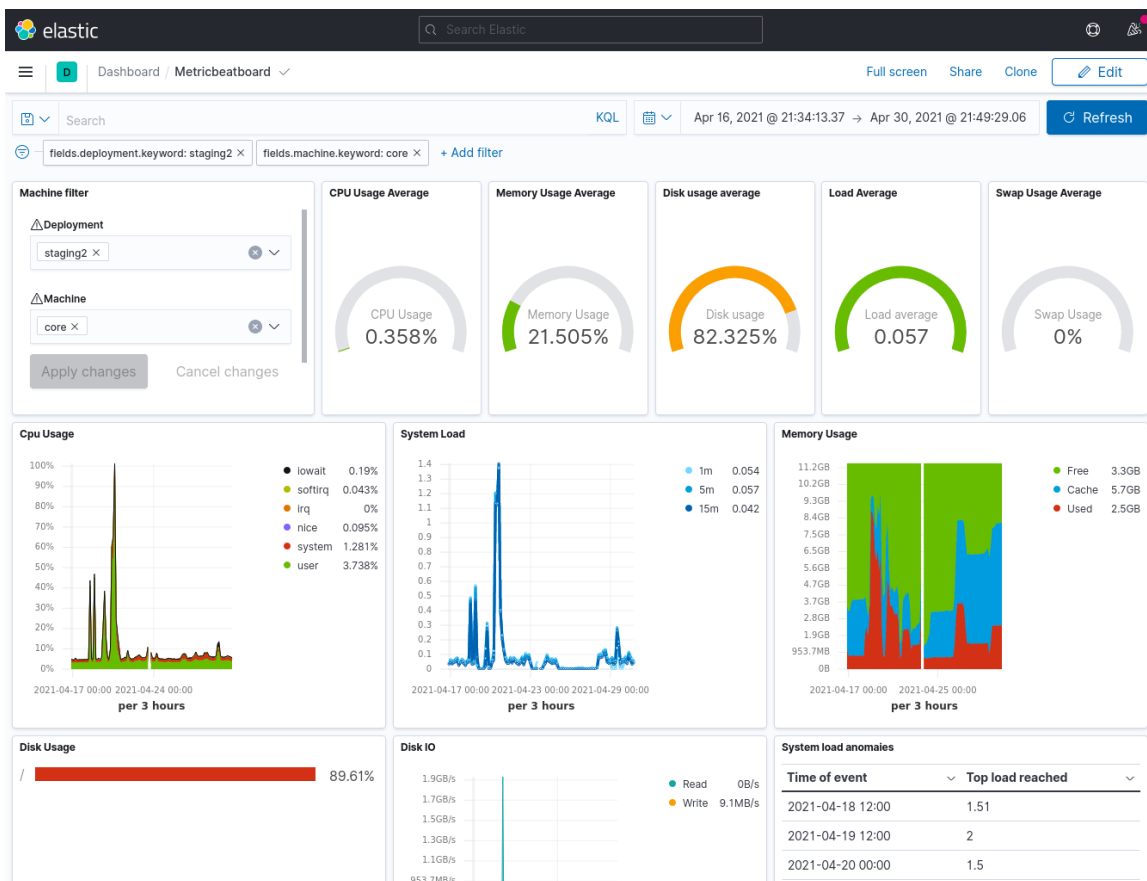 elastic
Search Elastic
D
Dashboard / Metricbeatboard
Full screen Share Clone Edit
Search
KQL
Apr 16, 2021 @ 21:34:13.37 → Apr 30, 2021 @ 21:49:29.06
Refresh
fields.deployment.keyword: staging2 ×
fields.machine.keyword: core ×
+ Add filter
Machine filter
Deployment
staging2 ×
Machine
core ×
Apply changes
Cancel changes
CPU Usage Average
CPU Usage
0.358%
Memory Usage Average
Memory Usage
21.505%
Disk usage average
Disk usage
82.325%
Load Average
Load average
0.057
Swap Usage Average
Swap Usage
0%
Cpu Usage
100%
90%
80%
70%
60%
50%
40%
30%
20%
10%
0%
2021-04-17 00:00 2021-04-24 00:00
per 3 hours
iowait 0.19%
softirq 0.043%
irq 0%
nice 0.095%
system 1.281%
user 3.738%
System Load
1.4
1.3
1.2
1.1
1
0.9
0.8
0.7
0.6
0.5
0.4
0.3
0.2
0.1
0
2021-04-17 00:00 2021-04-23 00:00 2021-04-29 00:00
per 3 hours
1m 0.054
5m 0.057
15m 0.042
Memory Usage
11.2GB
10.2GB
9.3GB
8.4GB
7.5GB
6.5GB
5.6GB
4.7GB
3.7GB
2.8GB
1.9GB
953.7MB
0B
2021-04-17 00:00 2021-04-25 00:00
per 3 hours
Free 3.3GB
Cache 5.7GB
Used 2.5GB
Disk Usage
/ 89.61%
Disk IO
1.9GB/s
1.7GB/s
1.5GB/s
1.3GB/s
1.1GB/s
953.7MB/s
Read 0B/s
Write 9.1MB/s
System load anomaies
Time of event Top load reached
2021-04-18 12:00 1.51
2021-04-19 12:00 2
2021-04-20 00:00 1.5